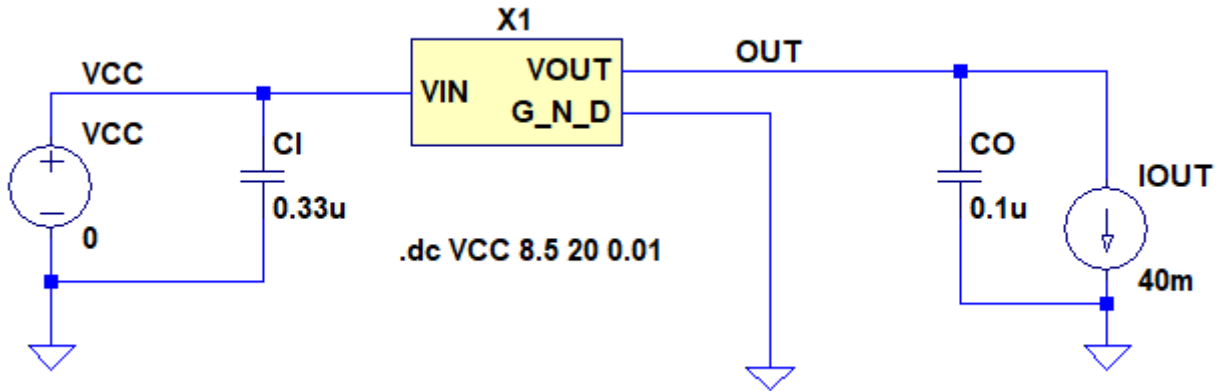 X1
VCC
VIN
VOUT
G_N_D
OUT
VCC
0
CI
0.33u
.dc VCC 8.5 20 0.01
CO
0.1u
IOUT
40m